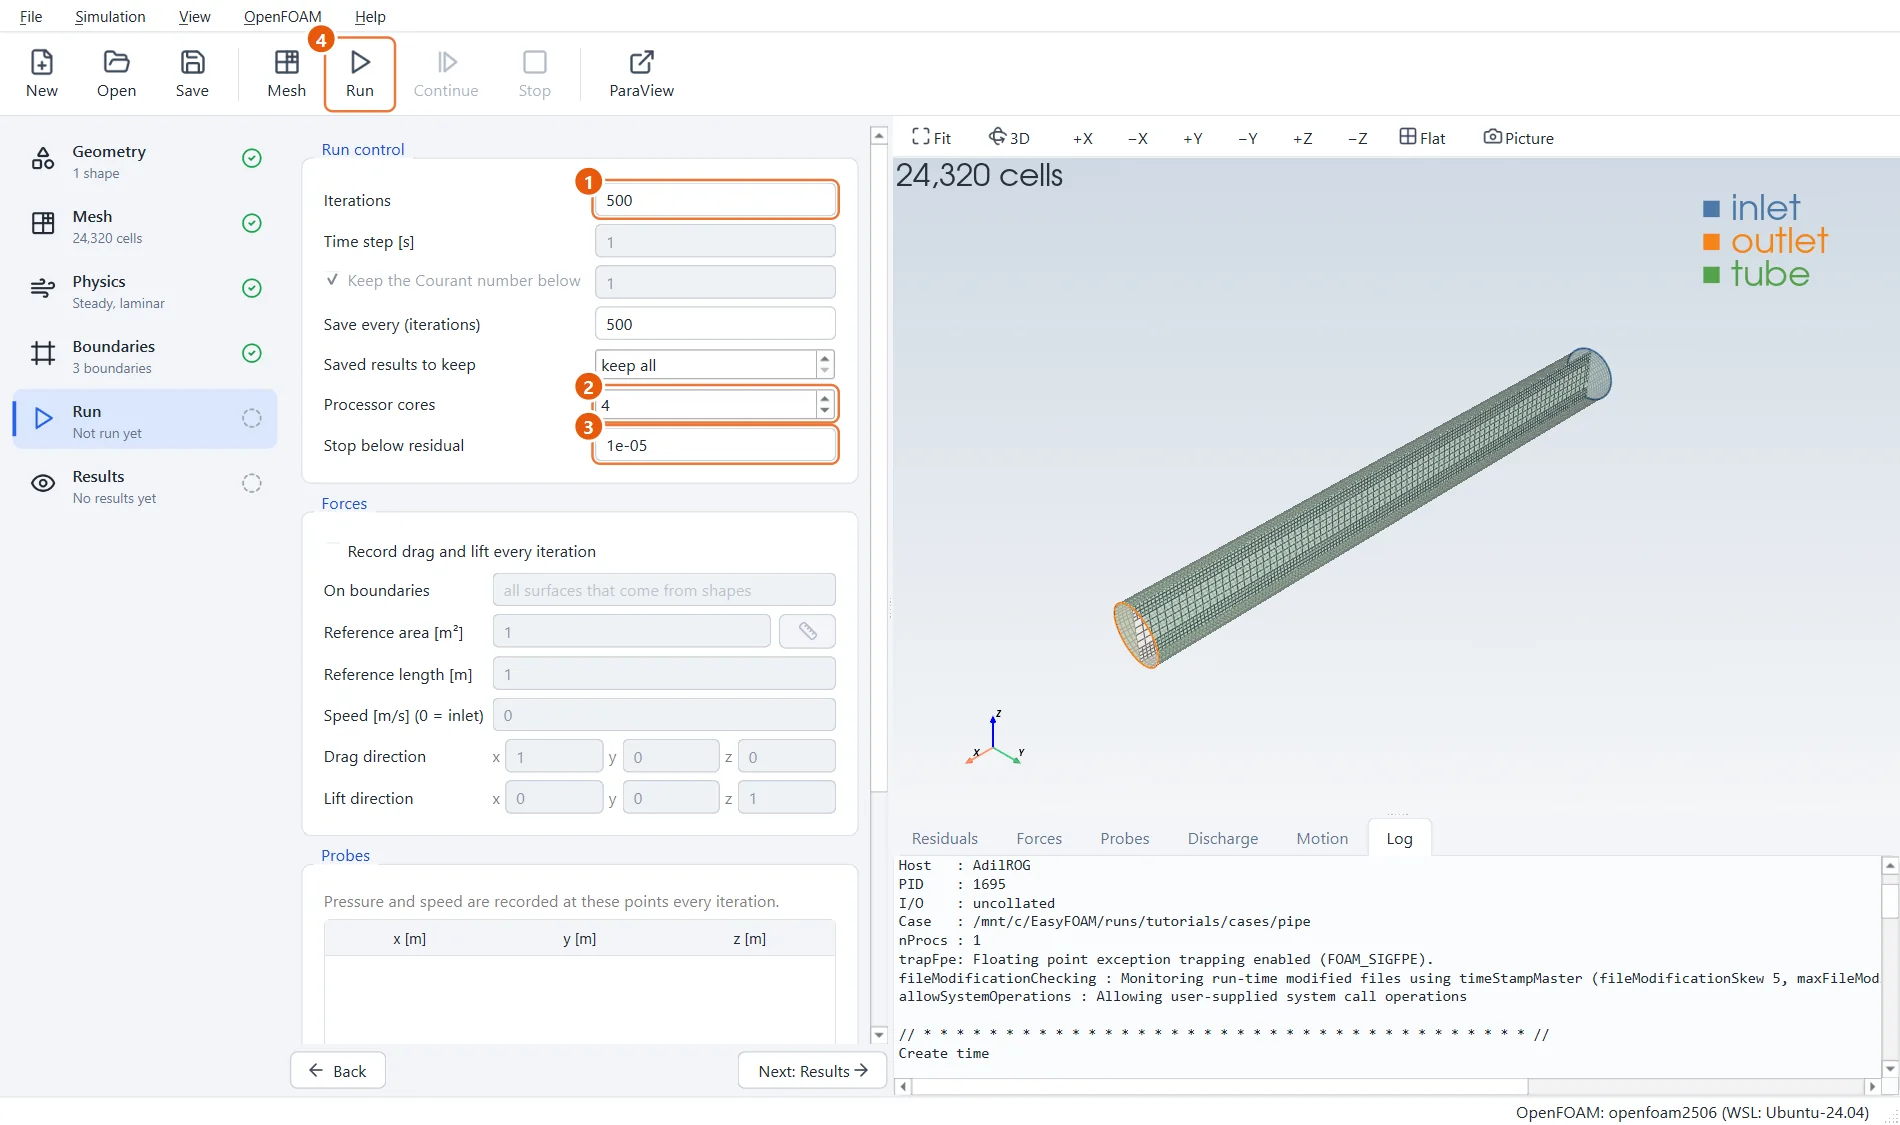 File Simulation View OpenFOAM Help
4
New Open Save Mesh Run Continue Stop ParaView
Geometry
1 shape
Mesh
24,320 cells
Physics
Steady, laminar
Boundaries
3 boundaries
Run
Not run yet
Results
No results yet
Run control
1
Iterations 500
Time step [s] 1
Keep the Courant number below 1
Save every (iterations) 500
Saved results to keep keep all
2
Processor cores 4
3
Stop below residual 1e-05
Forces
Record drag and lift every iteration
On boundaries all surfaces that come from shapes
Reference area [m²] 1
Reference length [m] 1
Speed [m/s] (0 = inlet) 0
Drag direction x 1 y 0 z 0
Lift direction x 0 y 0 z 1
Probes
Pressure and speed are recorded at these points every iteration.
x [m] y [m] z [m]
Back Next: Results
Fit 3D +X −X +Y −Y +Z −Z Flat Picture
24,320 cells
inlet
outlet
tube
Z
X Y
Residuals Forces Probes Discharge Motion Log
Host : AdilROG
PID : 1695
I/O : uncollated
Case : /mnt/c/EasyFOAM/runs/tutorials/cases/pipe
nProcs : 1
trapFpe: Floating point exception trapping enabled (FOAM_SIGFPE).
fileModificationChecking : Monitoring run-time modified files using timeStampMaster (fileModificationSkew 5, maxFileMod
allowSystemOperations : Allowing user-supplied system call operations
// * * * * * * * * * * * * * * * * * * * * * * * * * * * * * * * * * * * * * //
Create time
OpenFOAM: openfoam2506 (WSL: Ubuntu-24.04)